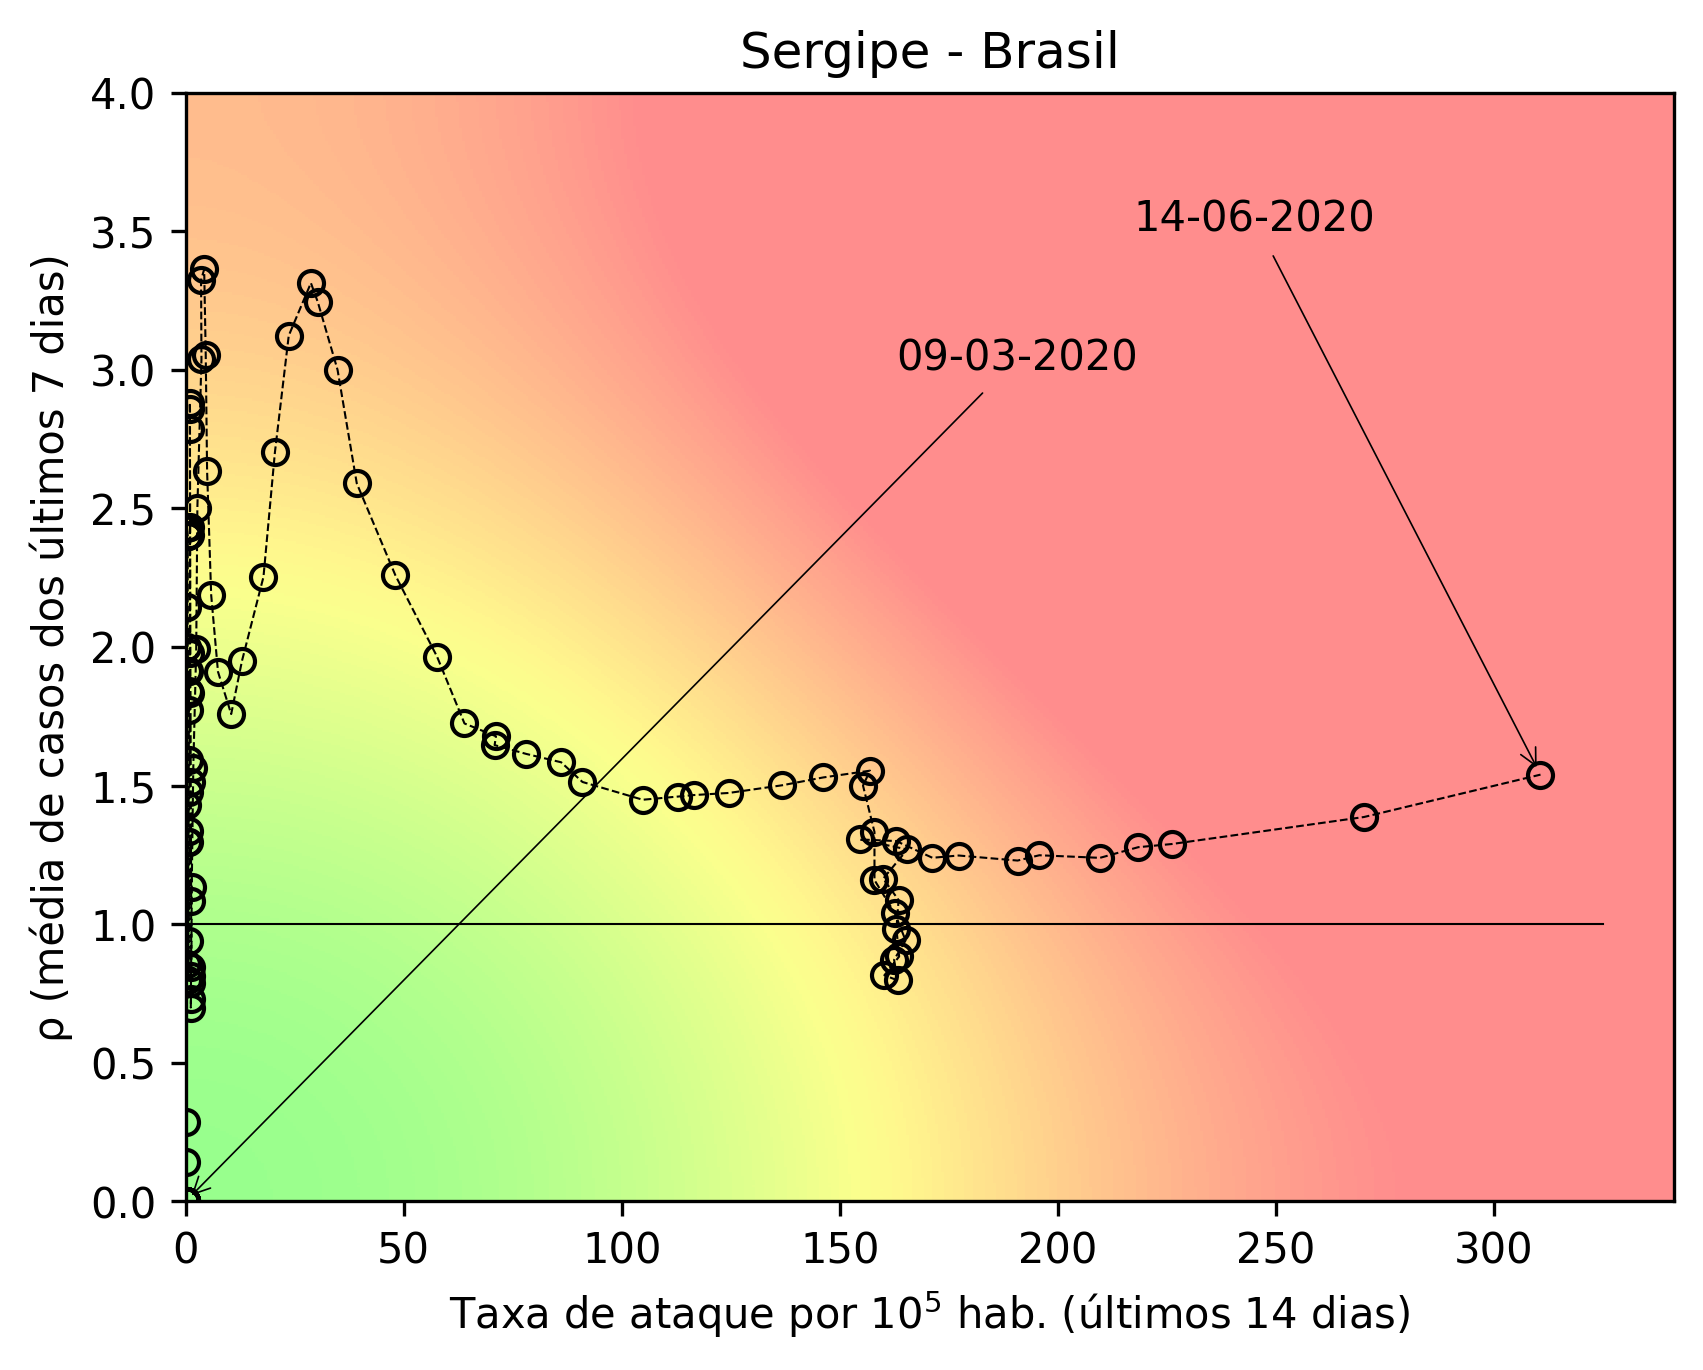 Sergipe - Brasil
4.0
3.5
3.0
2.5
2.0
1.5
1.0
0.5
0.0
ρ (média de casos dos últimos 7 dias)
14-06-2020
09-03-2020
0 50 100 150 200 250 300
Taxa de ataque por 10⁵ hab. (últimos 14 dias)